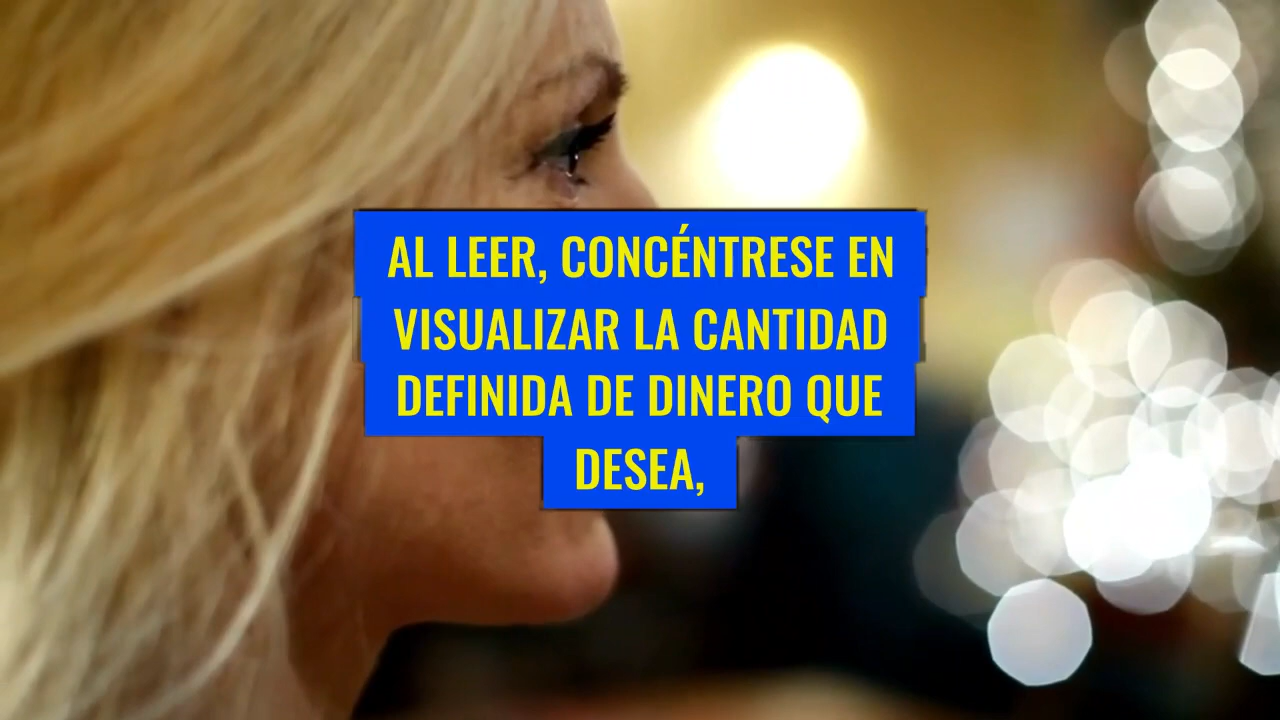 AL LEER, CONCÉNTRESE EN
VISUALIZAR LA CANTIDAD
DEFINIDA DE DINERO QUE
DESEA,